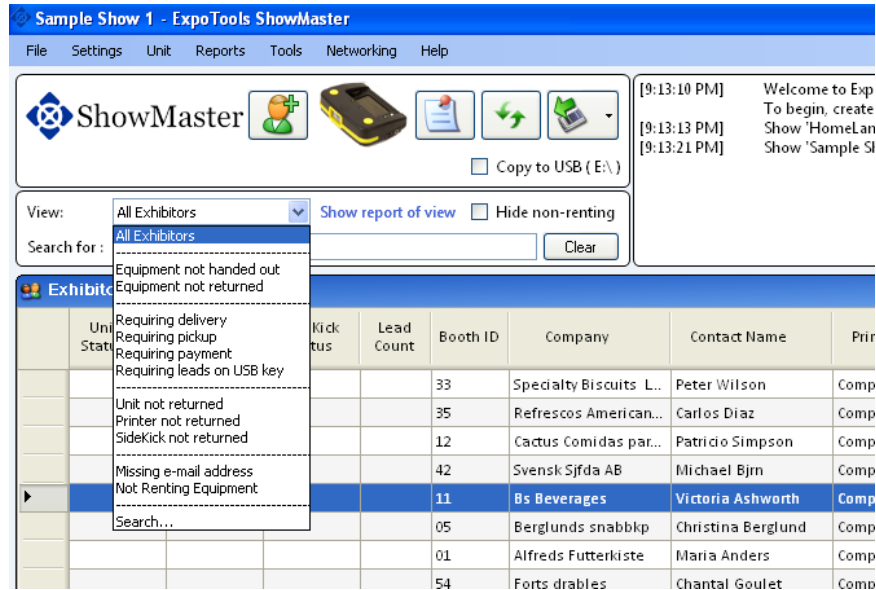 Sample Show 1 - ExpoTools ShowMaster
File Settings Unit Reports Tools Networking Help
ShowMaster
Copy to USB ( E:\ )
[9:13:10 PM] Welcome to Exp
To begin, create
[9:13:13 PM] Show 'HomeLan
[9:13:21 PM] Show 'Sample Sh
View: All Exhibitors Show report of view Hide non-renting
Search for : Clear
All Exhibitors
Equipment not handed out
Equipment not returned
Requiring delivery
Requiring pickup
Requiring payment
Requiring leads on USB key
Unit not returned
Printer not returned
SideKick not returned
Missing e-mail address
Not Renting Equipment
Search...
Exhibito
Uni Kick Lead Booth ID Company Contact Name Prin
Statu tus Count
33 Specialty Biscuits L... Peter Wilson Comp
35 Refrescos American... Carlos Diaz Comp
12 Cactus Comidas par... Patricio Simpson Comp
42 Svensk Sjfda AB Michael Bjrn Comp
11 Bs Beverages Victoria Ashworth Comp
05 Berglunds snabbkp Christina Berglund Comp
01 Alfreds Futterkiste Maria Anders Comp
54 Forts drables Chantal Goulet Comp